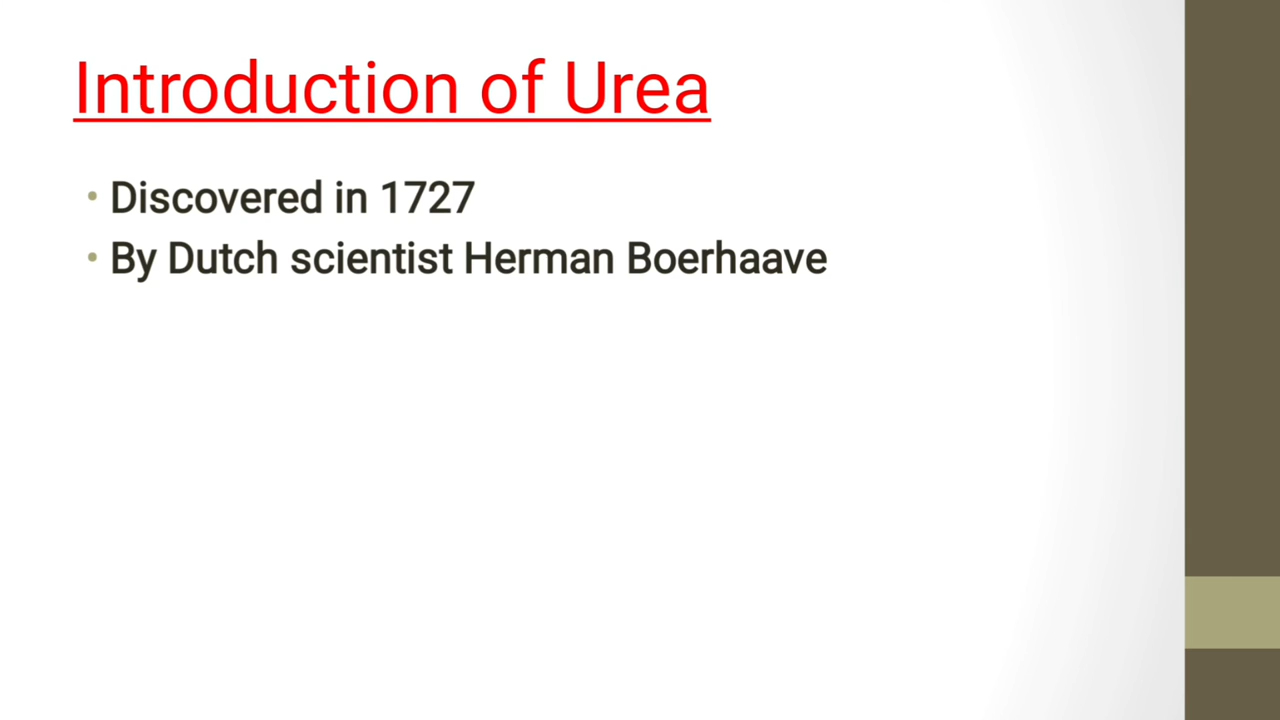 Introduction of Urea
• Discovered in 1727
• By Dutch scientist Herman Boerhaave